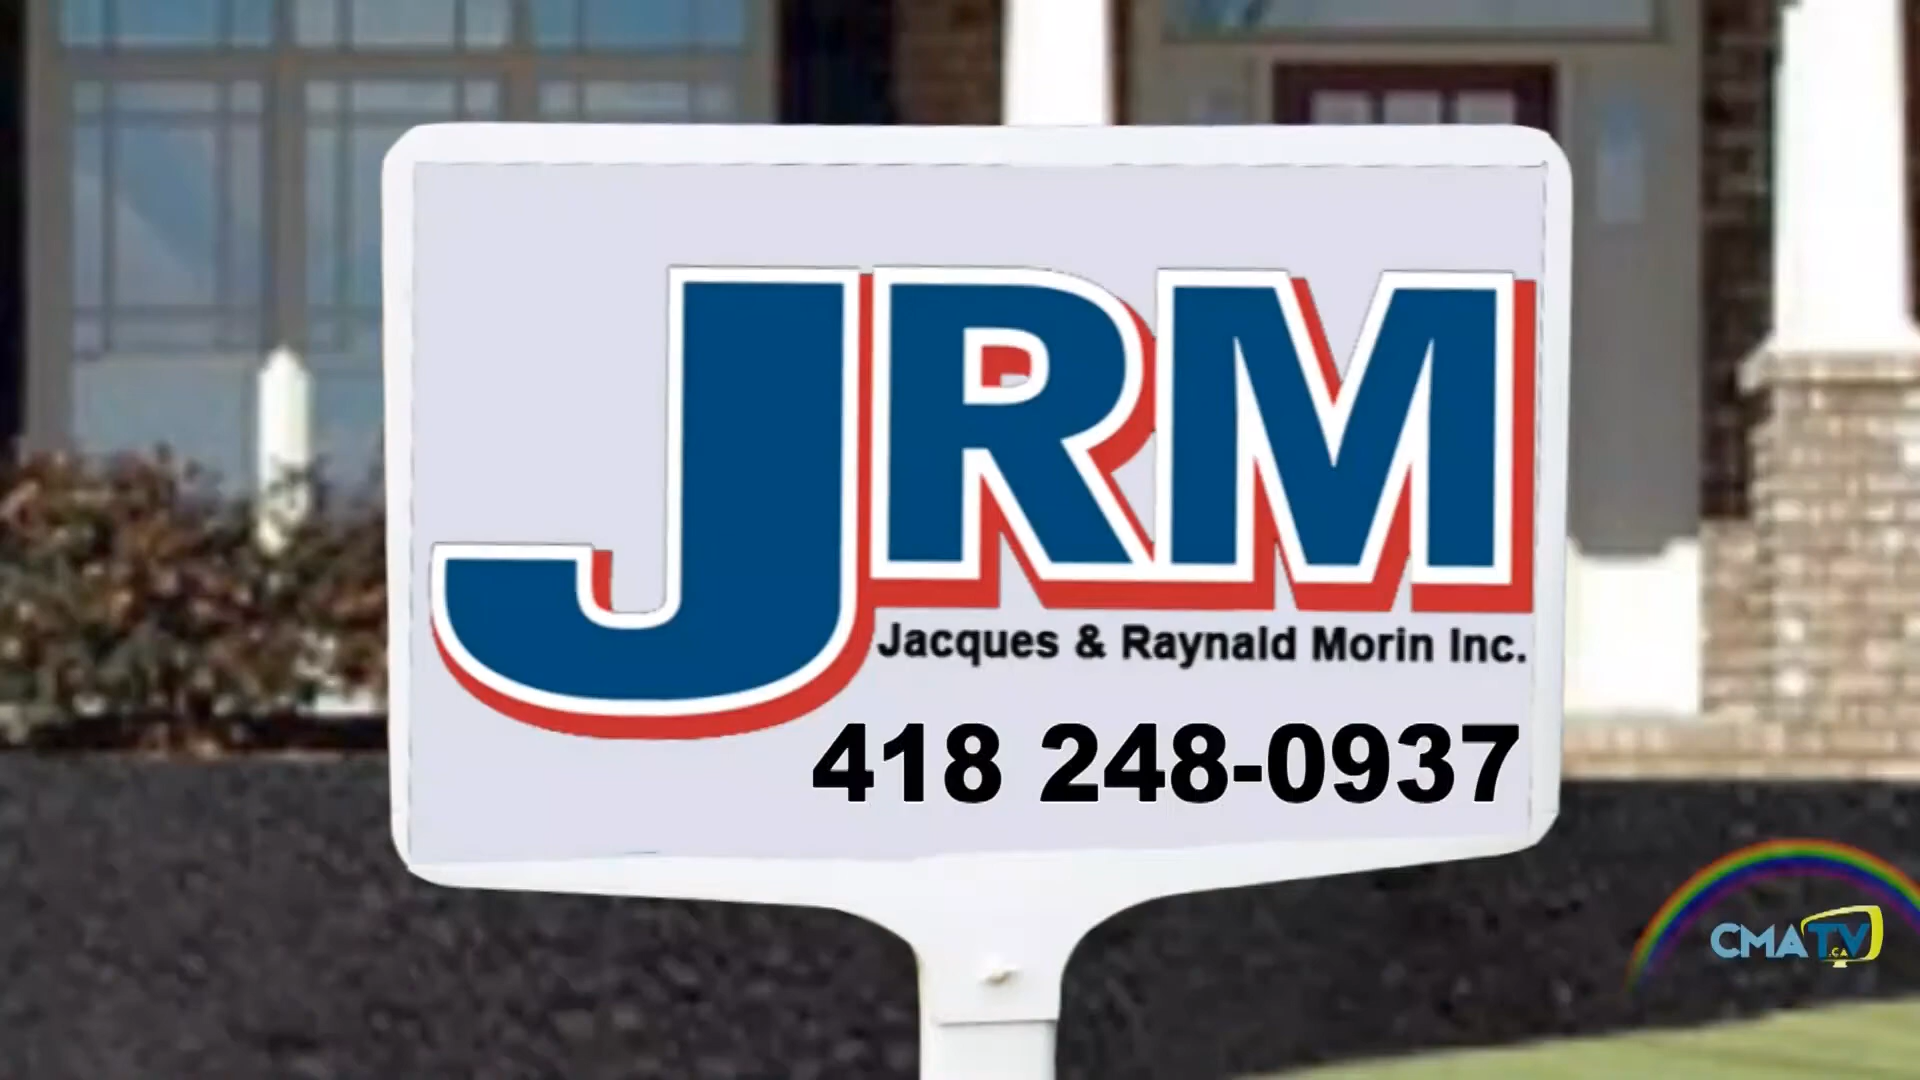 JRM
Jacques & Raynald Morin Inc.
418 248-0937
CMATV
.CA